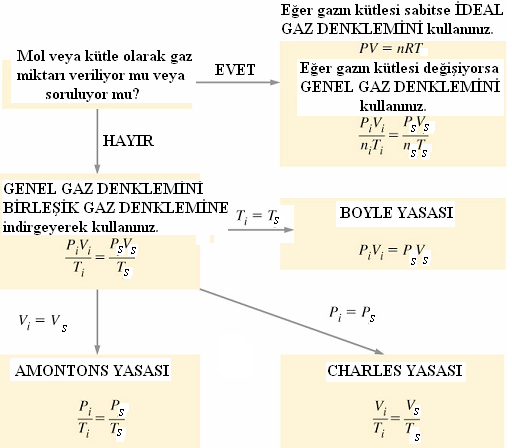 Mol veya kütle olarak gaz
miktarı veriliyor mu veya
soruluyor mu?
EVET
Eğer gazın kütlesi sabitse İDEAL
GAZ DENKLEMİNİ kullanınız.
PV = nRT
Eğer gazın kütlesi değişiyorsa
GENEL GAZ DENKLEMİNİ
kullanınız.
PᵢVᵢ/nᵢTᵢ = PₛVₛ/nₛTₛ
HAYIR
GENEL GAZ DENKLEMİNİ
BİRLEŞİK GAZ DENKLEMİNE
indirgeyerek kullanınız.
PᵢVᵢ/Tᵢ = PₛVₛ/Tₛ
Tᵢ = Tₛ
BOYLE YASASI
PᵢVᵢ = PₛVₛ
Vᵢ = Vₛ
Pᵢ = Pₛ
AMONTONS YASASI
Pᵢ/Tᵢ = Pₛ/Tₛ
CHARLES YASASI
Vᵢ/Tᵢ = Vₛ/Tₛ